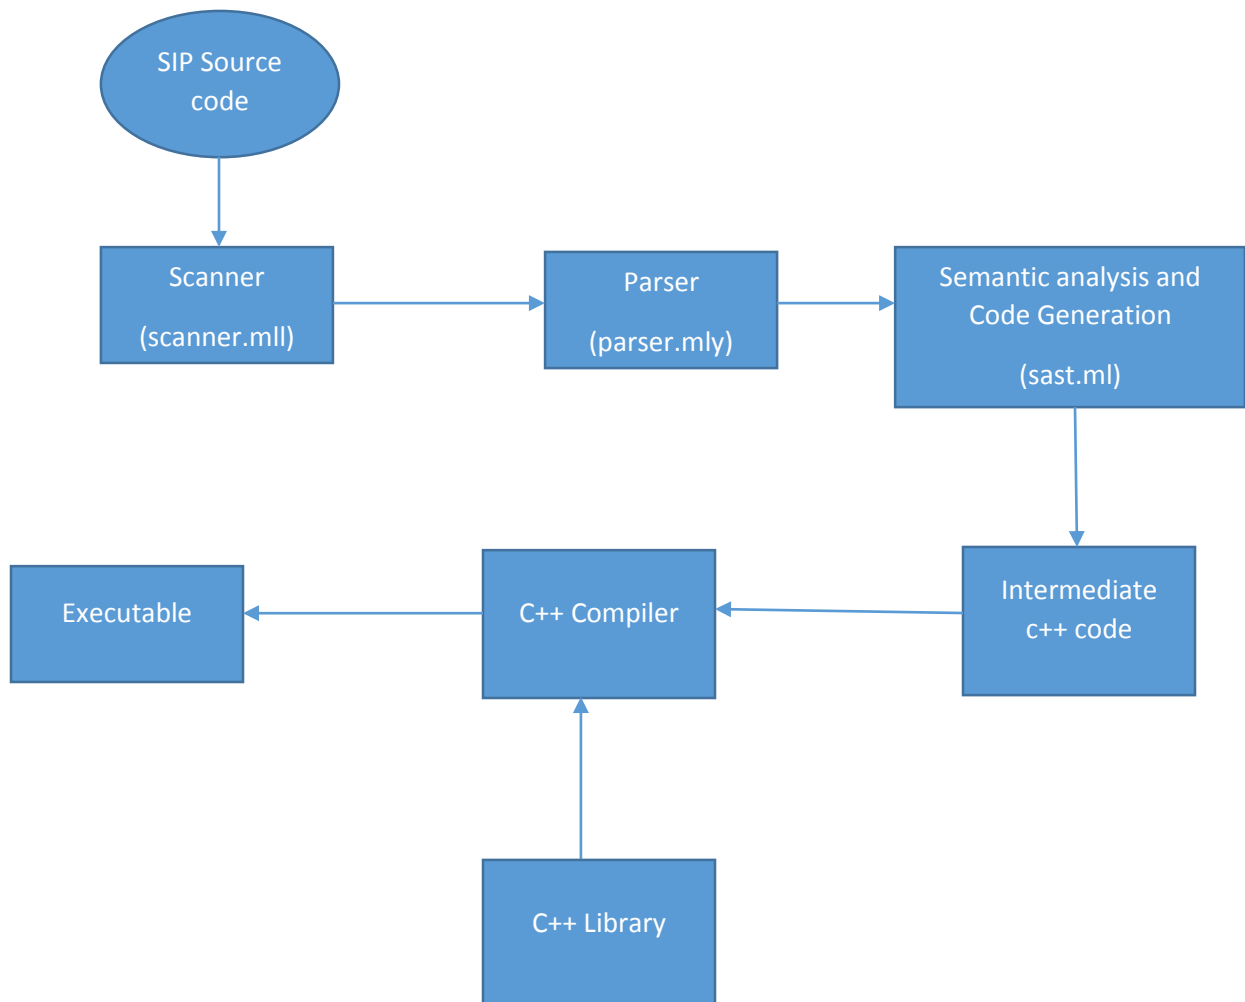 SIP Source
code
Scanner
(scanner.mll)
Parser
(parser.mly)
Semantic analysis and
Code Generation
(sast.ml)
Executable
C++ Compiler
Intermediate
c++ code
C++ Library